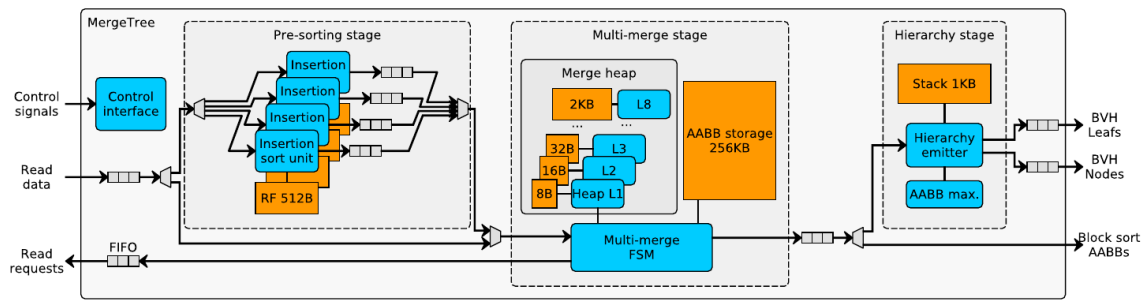 MergeTree
Control
signals
Read
data
Read
requests
Control
interface
FIFO
Pre-sorting stage
Insertion
Insertion
Insertion
Insertion
sort unit
RF 512B
Multi-merge stage
Merge heap
2KB
L8
...
...
32B
L3
16B
L2
8B
Heap L1
AABB storage
256KB
Multi-merge
FSM
Hierarchy stage
Stack 1KB
Hierarchy
emitter
AABB max.
BVH
Leafs
BVH
Nodes
Block sort
AABBs